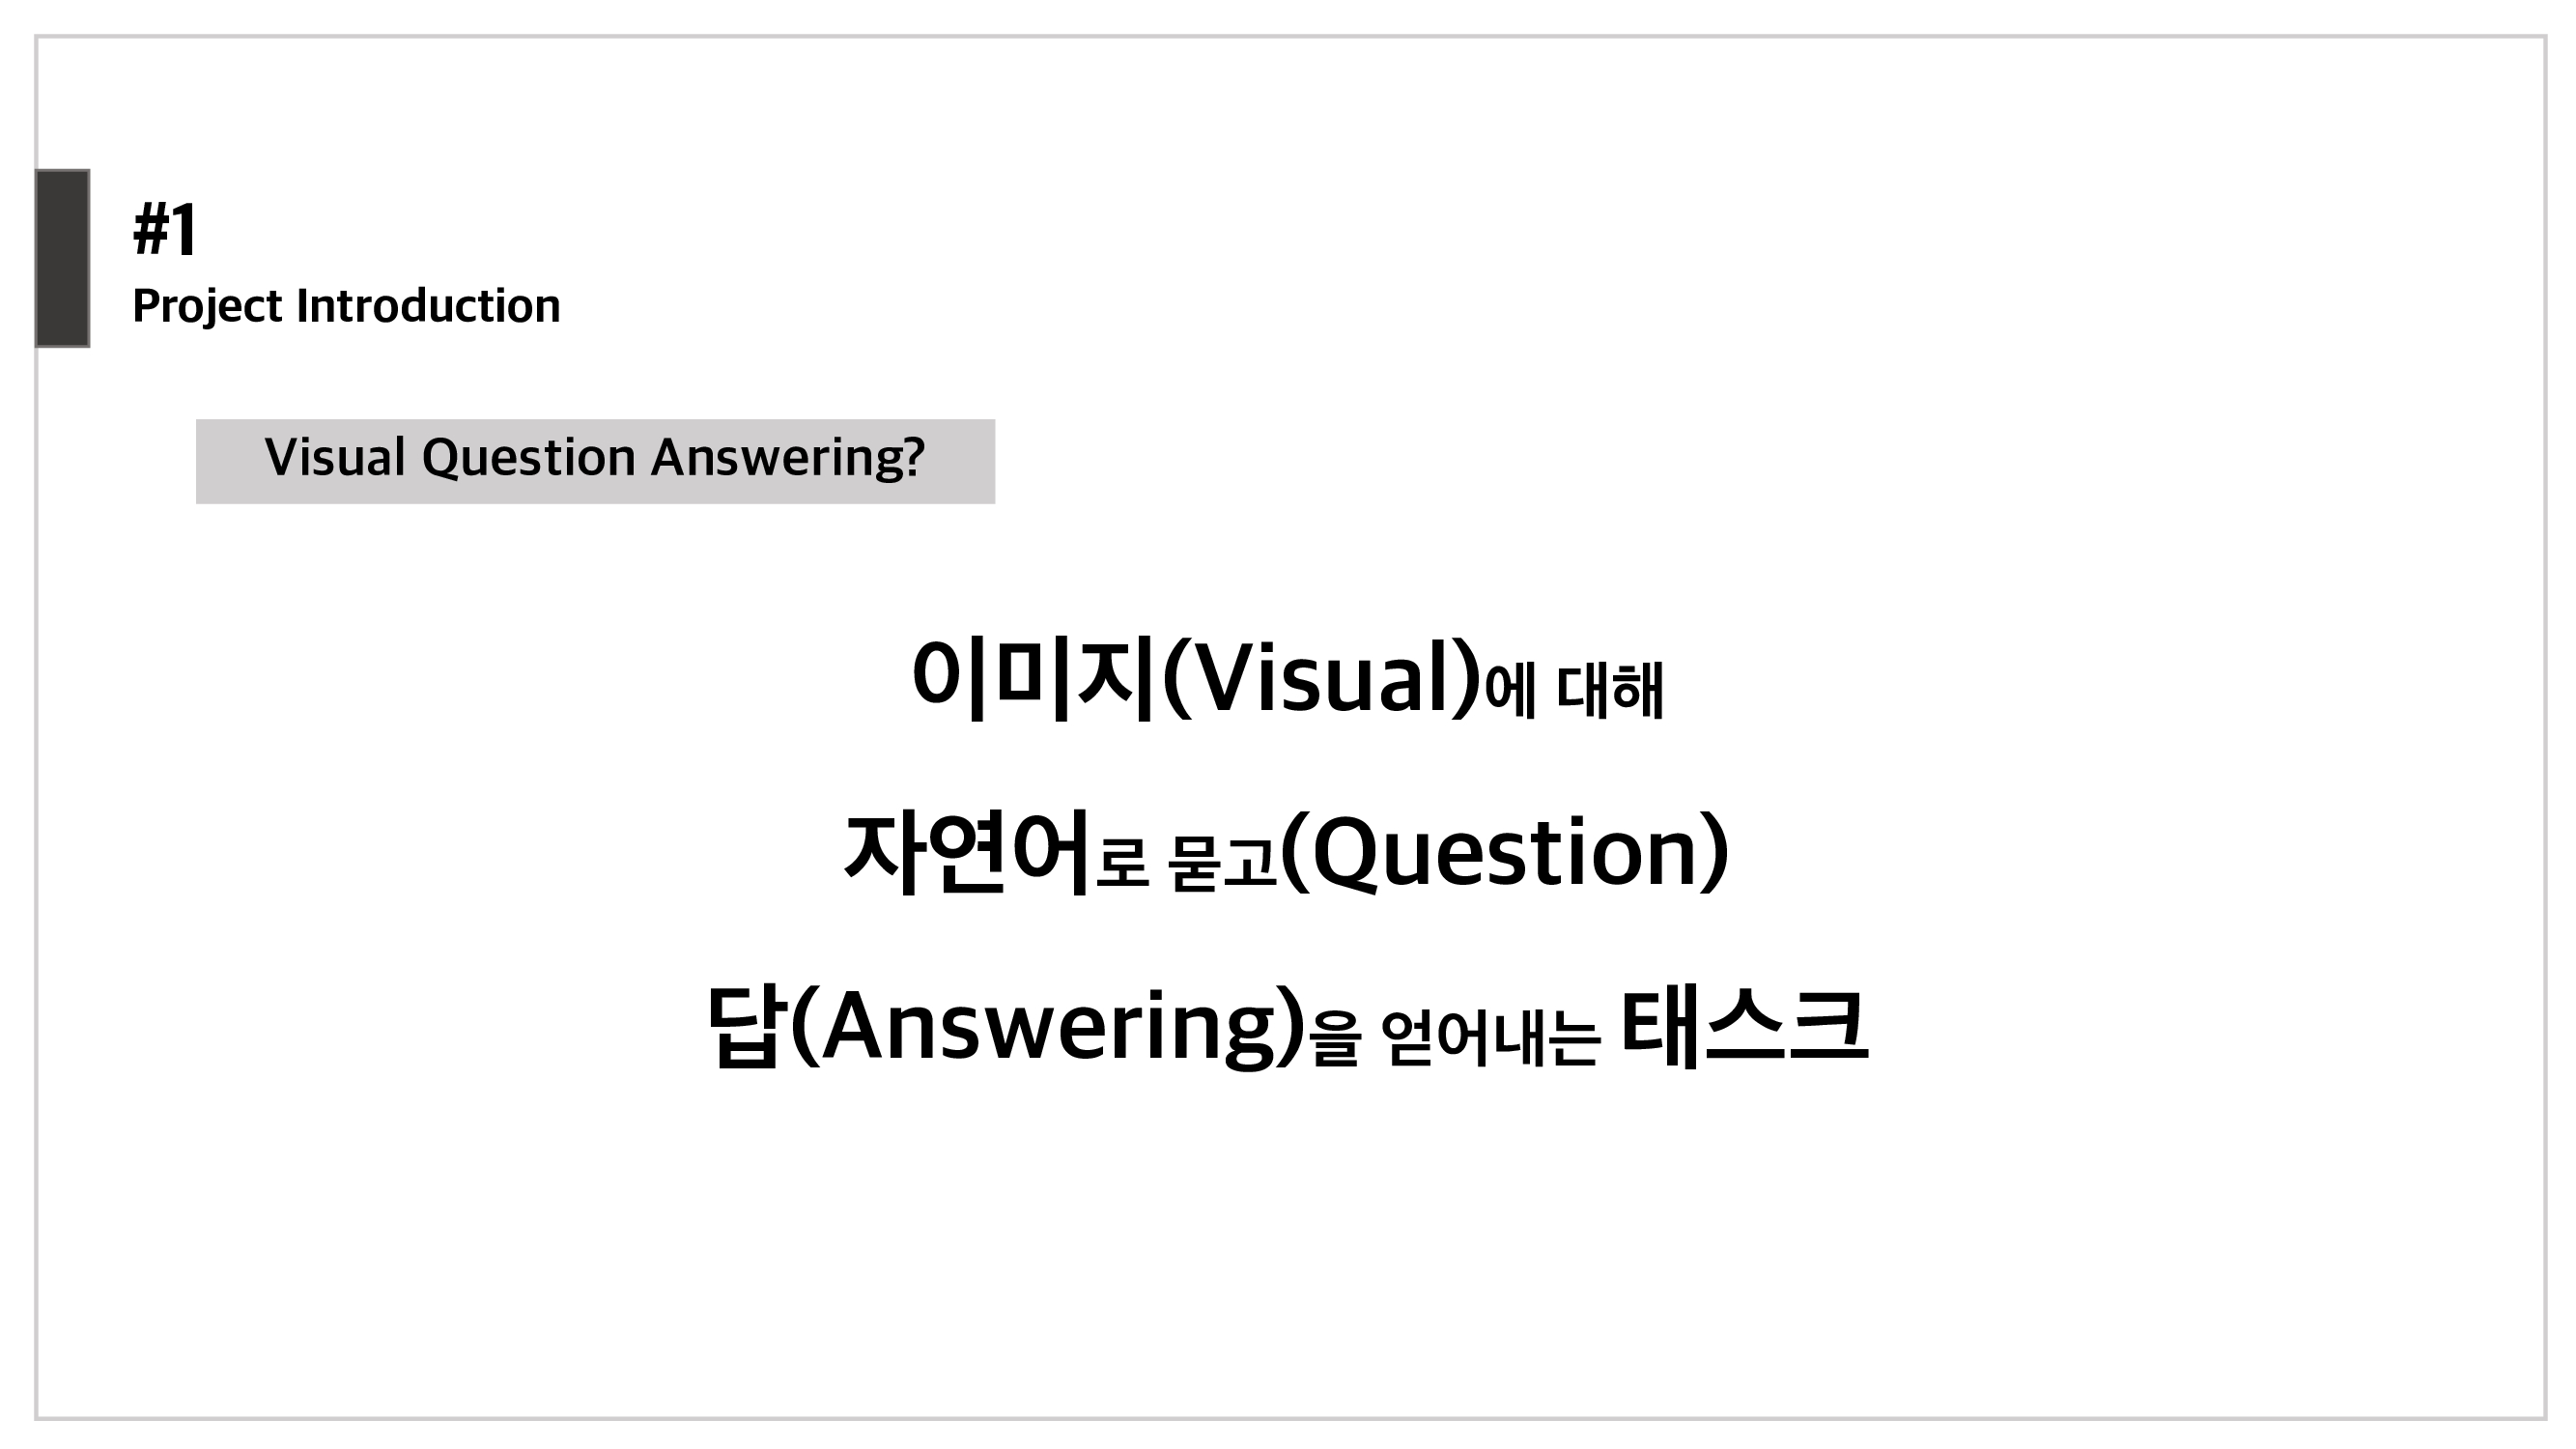 #1
Project Introduction
Visual Question Answering?
이미지(Visual)에 대해
자연어로 묻고(Question)
답(Answering)을 얻어내는 태스크